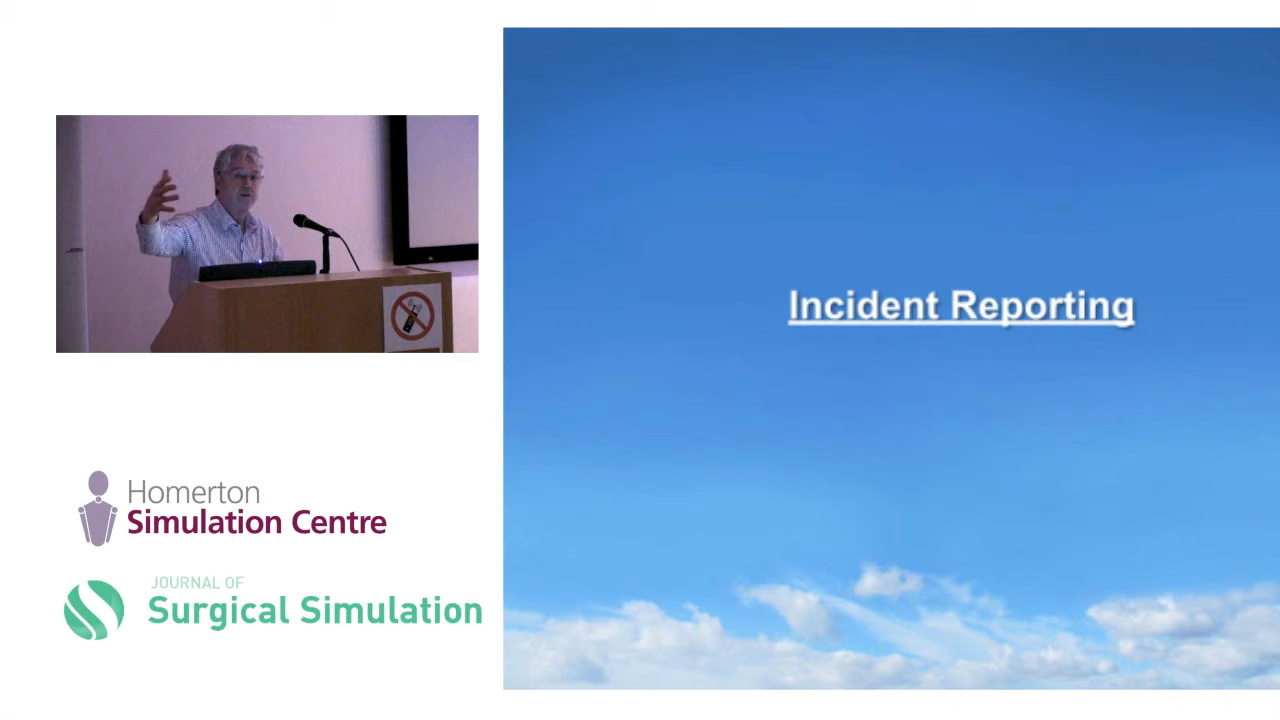 Incident Reporting
Homerton
Simulation Centre
JOURNAL OF
Surgical Simulation